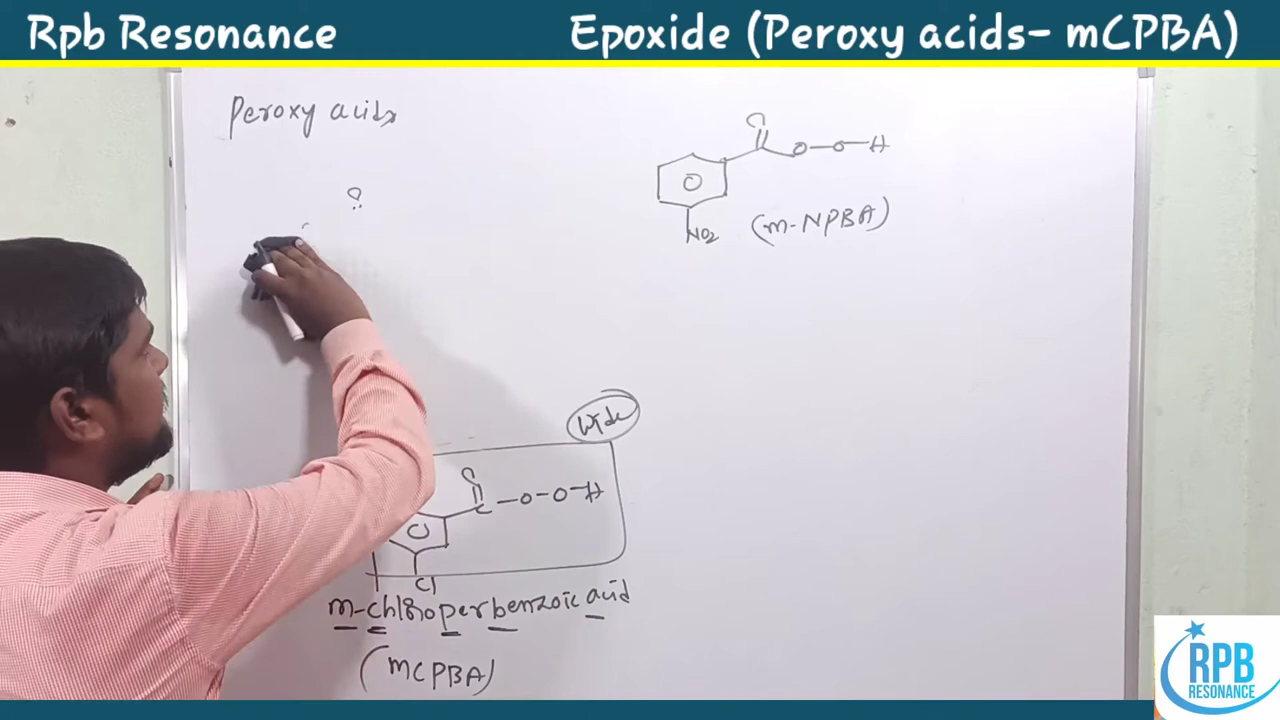 Rpb Resonance
Epoxide (Peroxy acids- mCPBA)
Peroxy acids
O
O
O-O-H
NO2
(m-NPBA)
O
C-O-O-H
O
Cl
m-chloroperbenzoic acid
(mCPBA)
RPB
RESONANCE